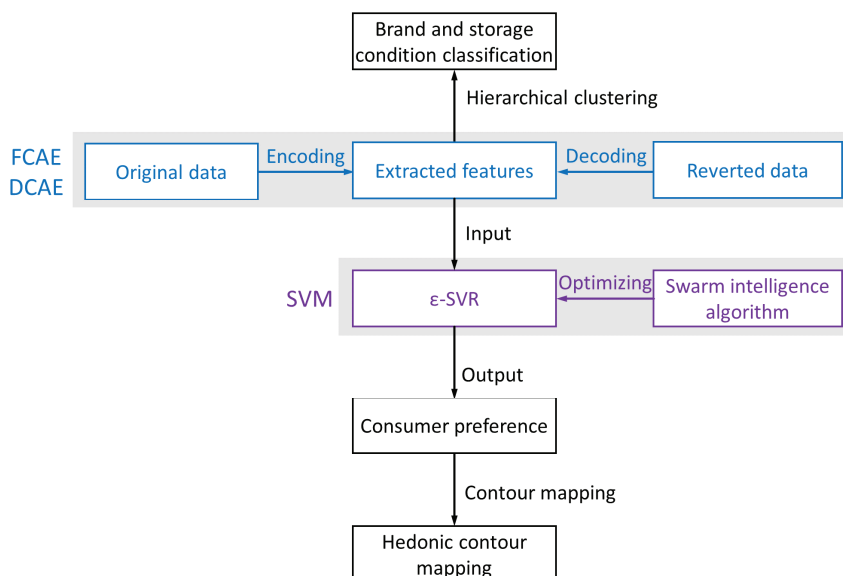 Brand and storage
condition classification
Hierarchical clustering
FCAE
DCAE
Original data
Encoding
Extracted features
Decoding
Reverted data
Input
SVM
ε-SVR
Optimizing
Swarm intelligence
algorithm
Output
Consumer preference
Contour mapping
Hedonic contour
mapping